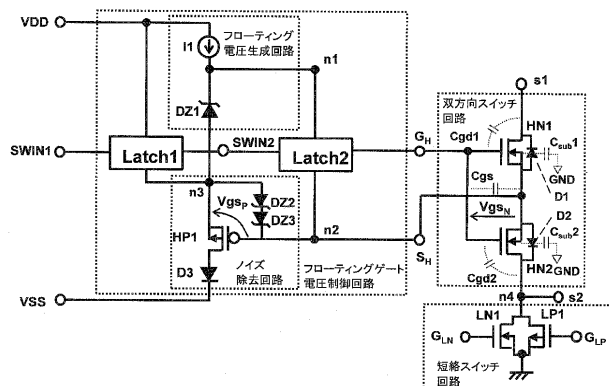 VDD
I1
フローティング
電圧生成回路
n1
DZ1
SWIN1
Latch1
SWIN2
Latch2
GH
n3
VgsP
DZ2
DZ3
HP1
n2
SH
D3
ノイズ
除去回路
フローティングゲート
電圧制御回路
VSS
s1
双方向スイッチ
回路
HN1
Cgd1
Csub1
GND
Cgs
D1
VgsN
D2
Csub2
HN2
GND
Cgd2
n4
s2
LN1
LP1
GLN
GLP
短絡スイッチ
回路